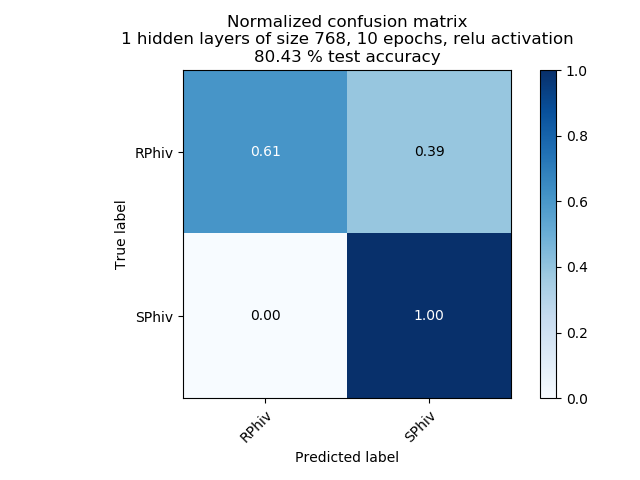 Normalized confusion matrix
1 hidden layers of size 768, 10 epochs, relu activation
80.43 % test accuracy
True label
RPhiv
0.61
0.39
SPhiv
0.00
1.00
RPhiv
SPhiv
Predicted label
1.0
0.8
0.6
0.4
0.2
0.0